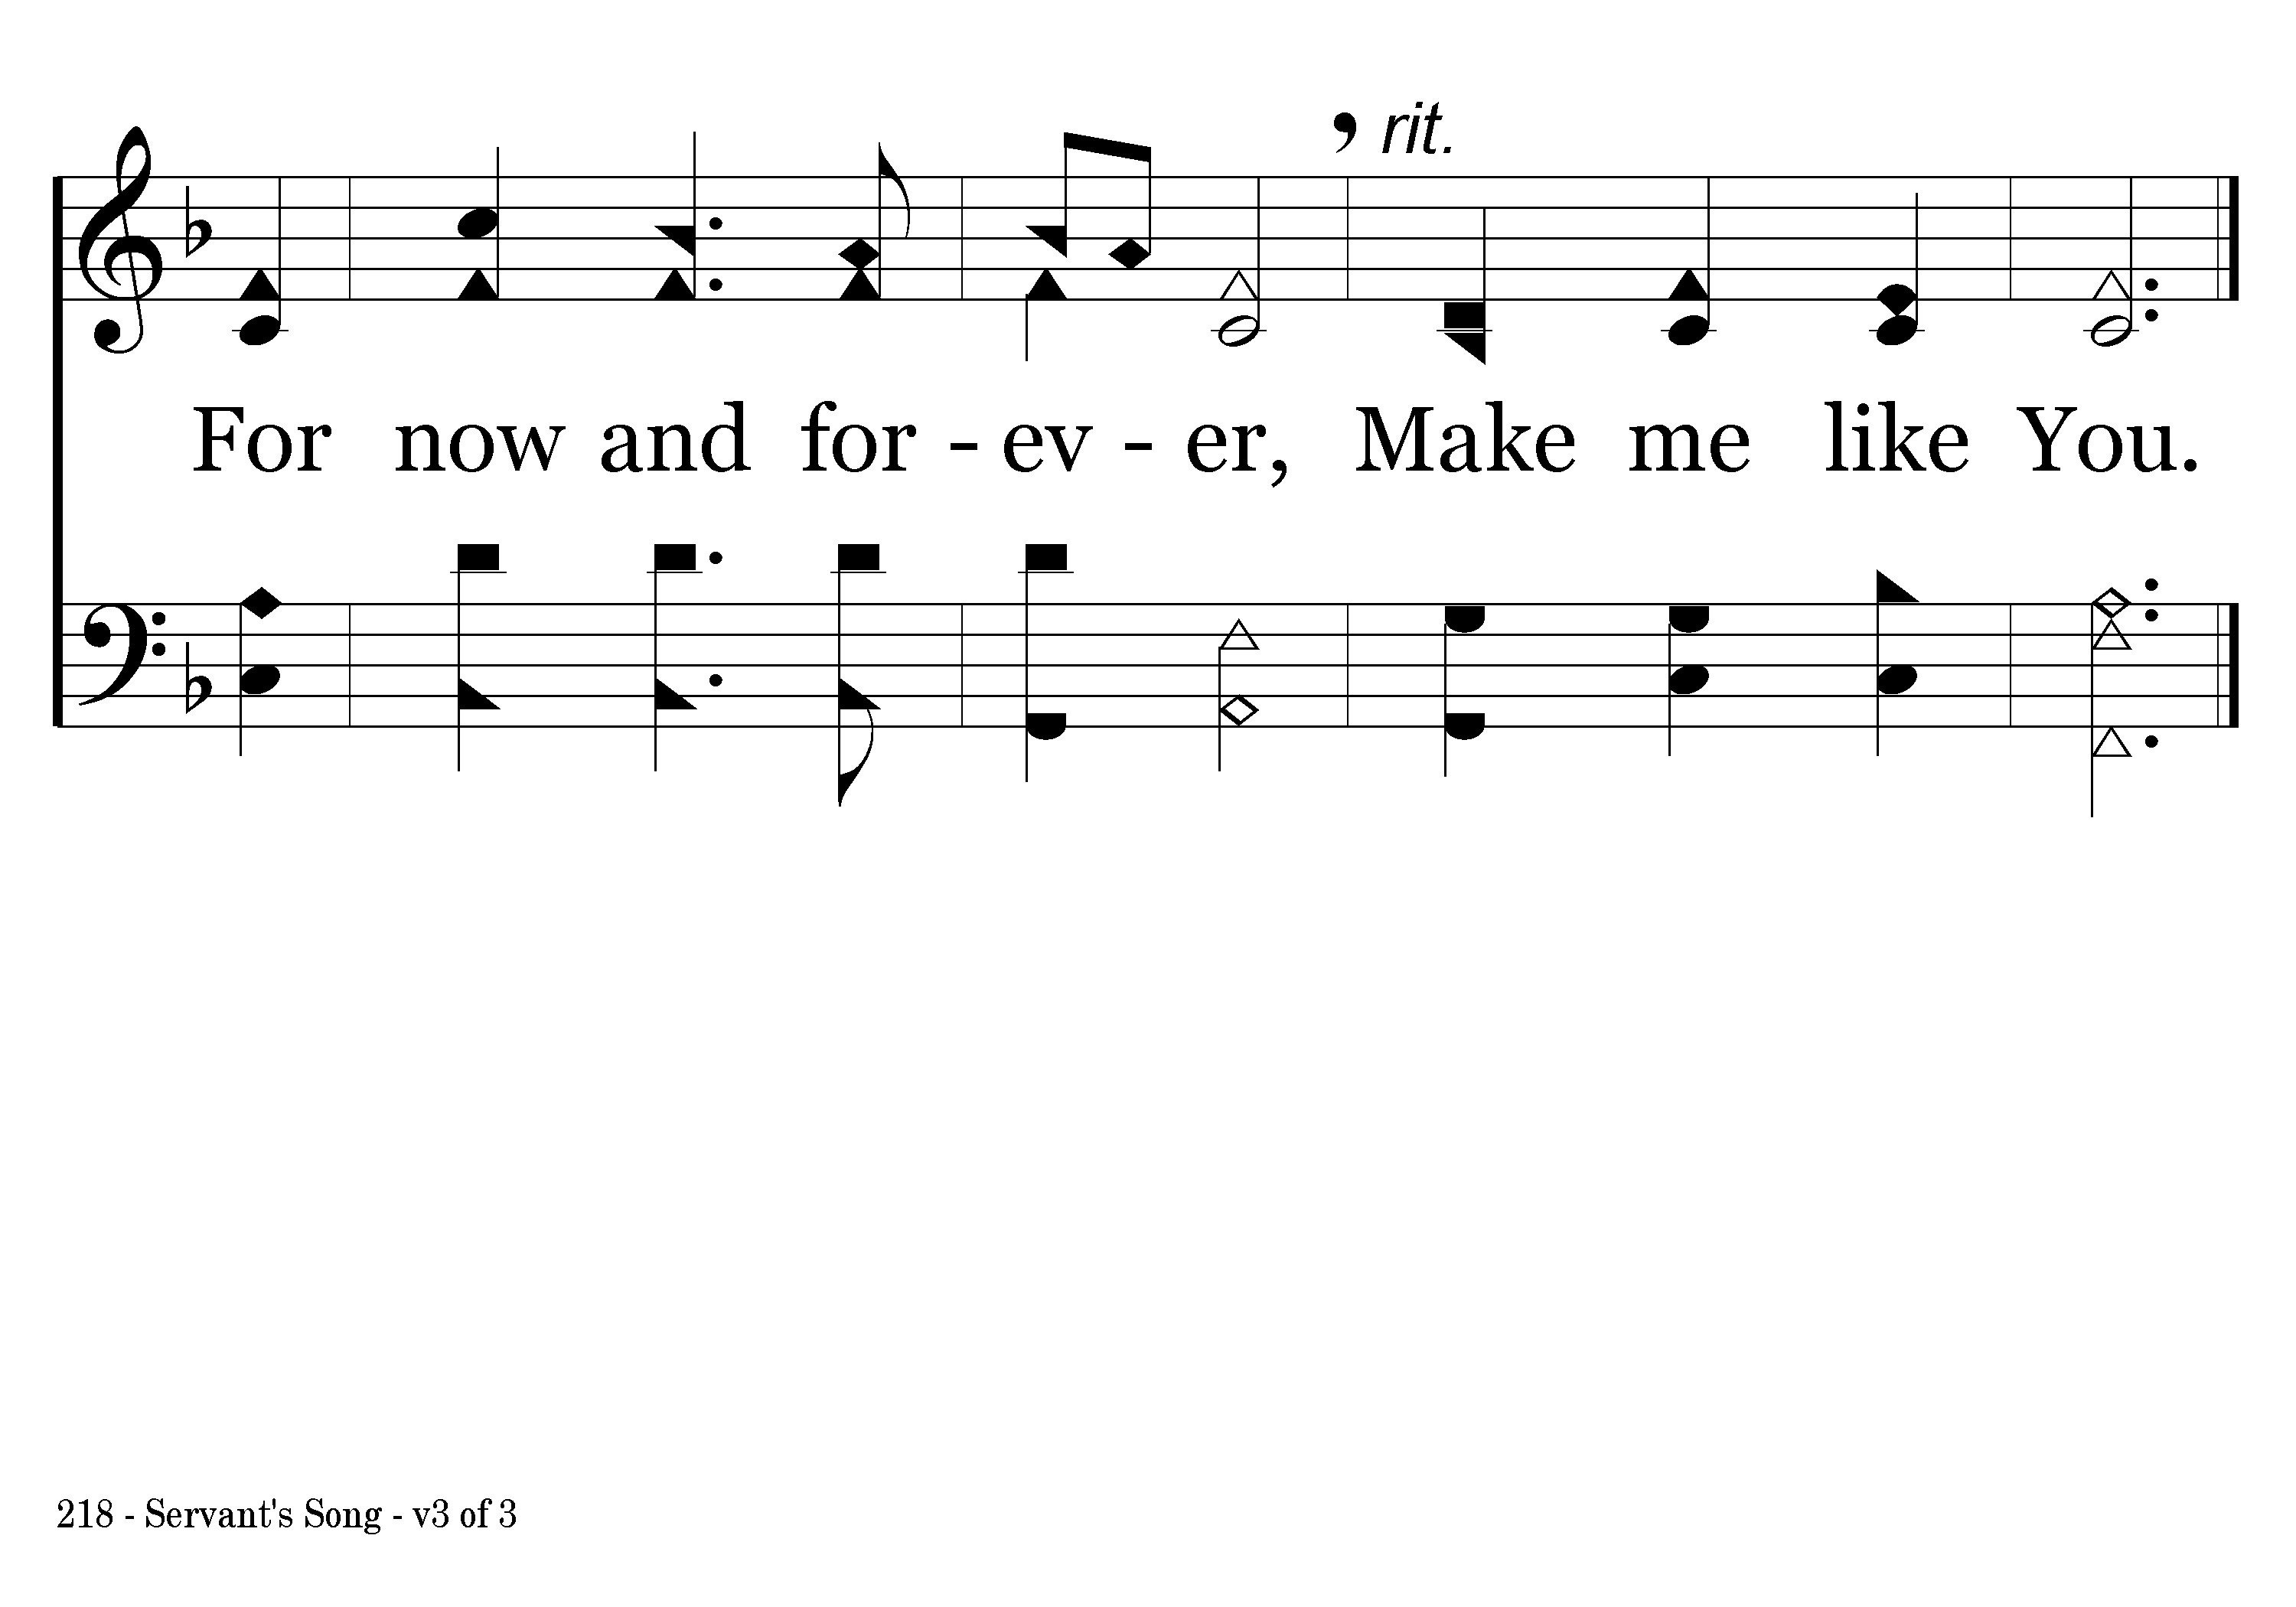 rit.
For now and for - ev - er, Make me like You.
218 - Servant's Song - v3 of 3